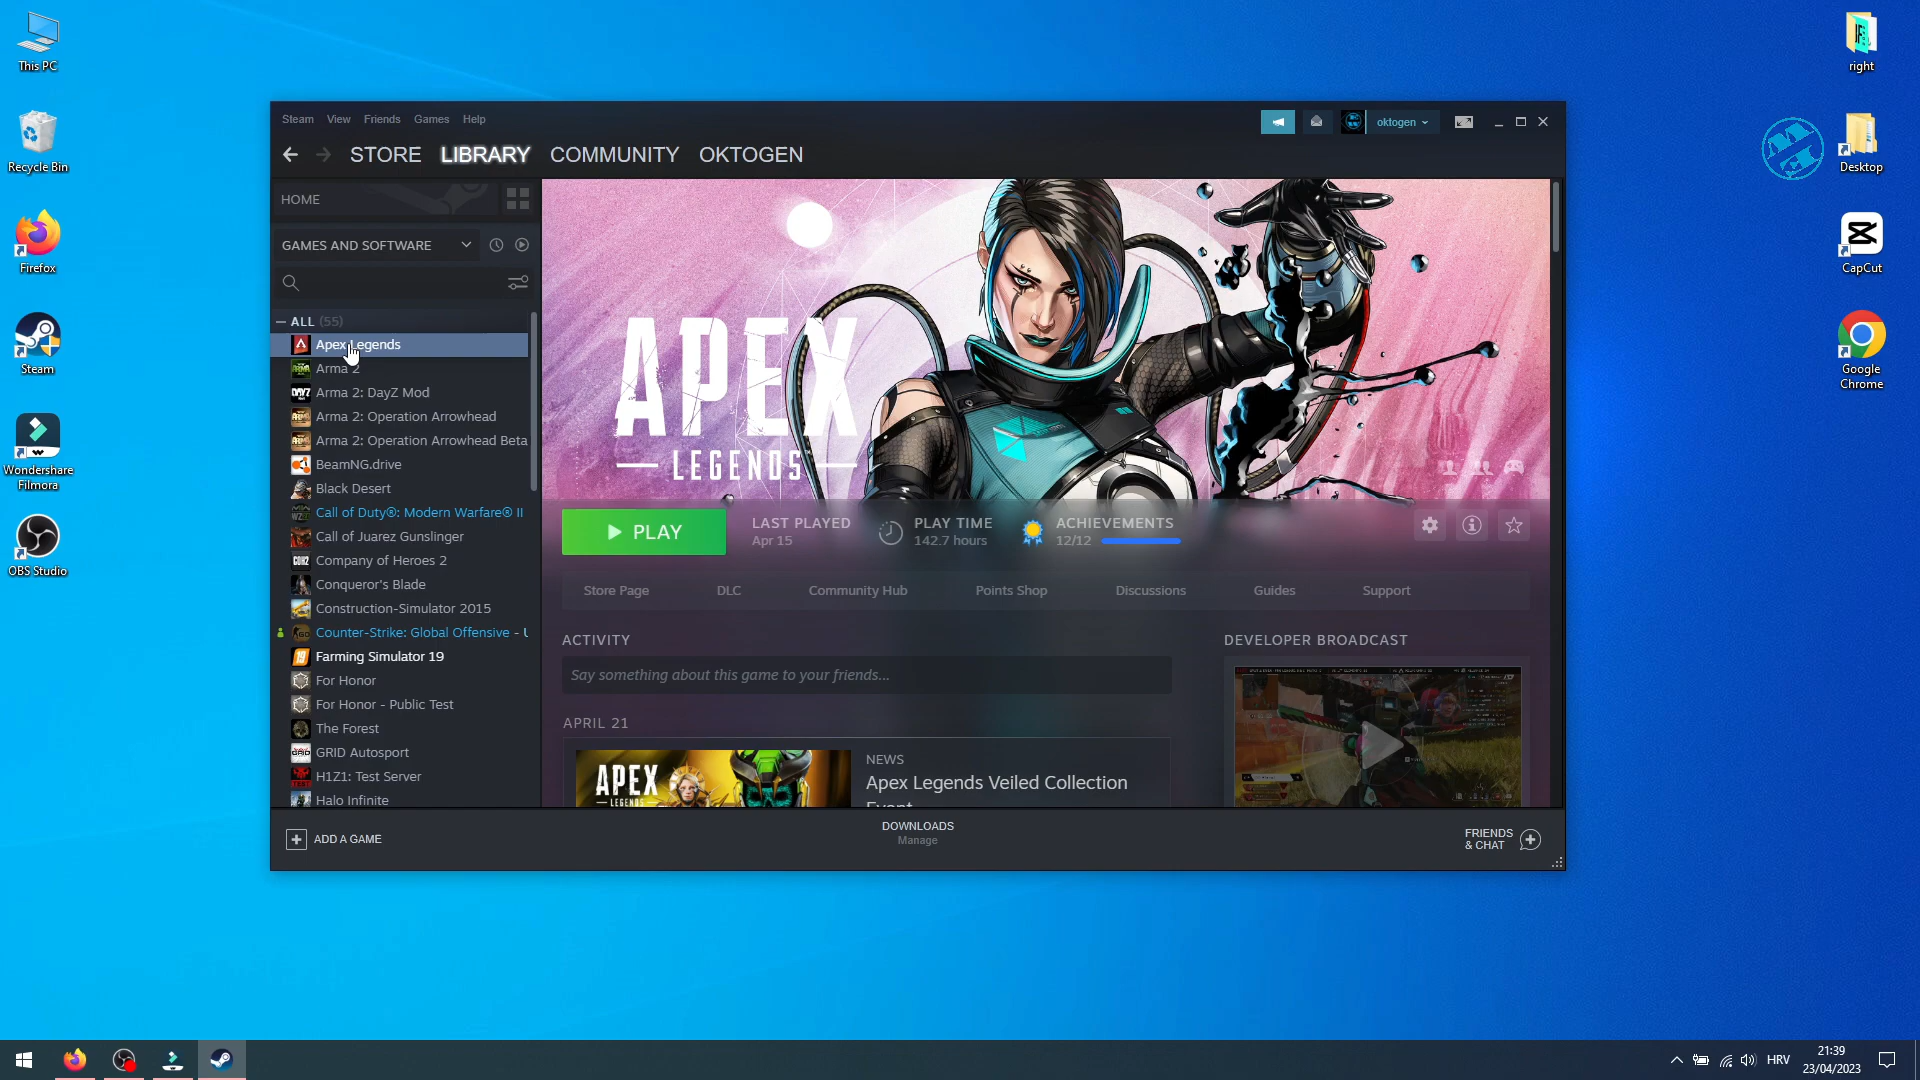 This PC
Recycle Bin
Firefox
Steam
Wondershare
Filmora
OBS Studio
right
Desktop
CapCut
Google
Chrome
Steam View Friends Games Help
oktogen
STORE LIBRARY COMMUNITY OKTOGEN
HOME
GAMES AND SOFTWARE
ALL (55)
Apex Legends
Arma 2
Arma 2: DayZ Mod
Arma 2: Operation Arrowhead
Arma 2: Operation Arrowhead Beta
BeamNG.drive
Black Desert
Call of Duty®: Modern Warfare® II
Call of Juarez Gunslinger
Company of Heroes 2
Conqueror's Blade
Construction-Simulator 2015
Counter-Strike: Global Offensive - U
Farming Simulator 19
For Honor
For Honor - Public Test
The Forest
GRID Autosport
H1Z1: Test Server
Halo Infinite
APEX
LEGENDS
PLAY
LAST PLAYED
Apr 15
PLAY TIME
142.7 hours
ACHIEVEMENTS
12/12
Store Page DLC Community Hub Points Shop Discussions Guides Support
ACTIVITY
Say something about this game to your friends...
APRIL 21
APEX
LEGENDS
NEWS
Apex Legends Veiled Collection
Event
DEVELOPER BROADCAST
ADD A GAME
DOWNLOADS
Manage
FRIENDS
& CHAT
HRV
21:39
23/04/2023